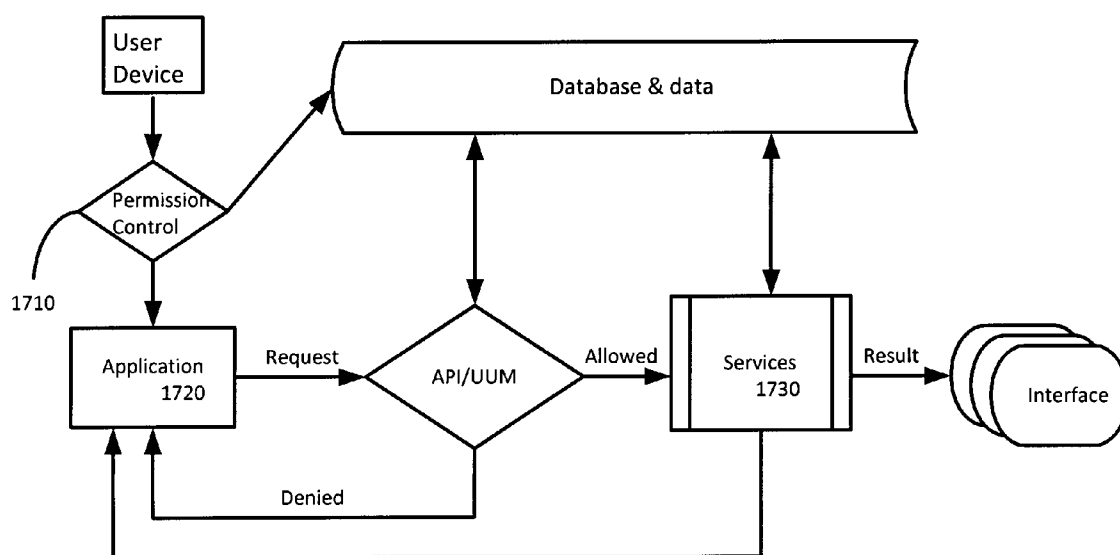 User
Device
Database & data
Permission
Control
1710
Application
1720
Request
API/UUM
Allowed
Services
1730
Result
Interface
Denied